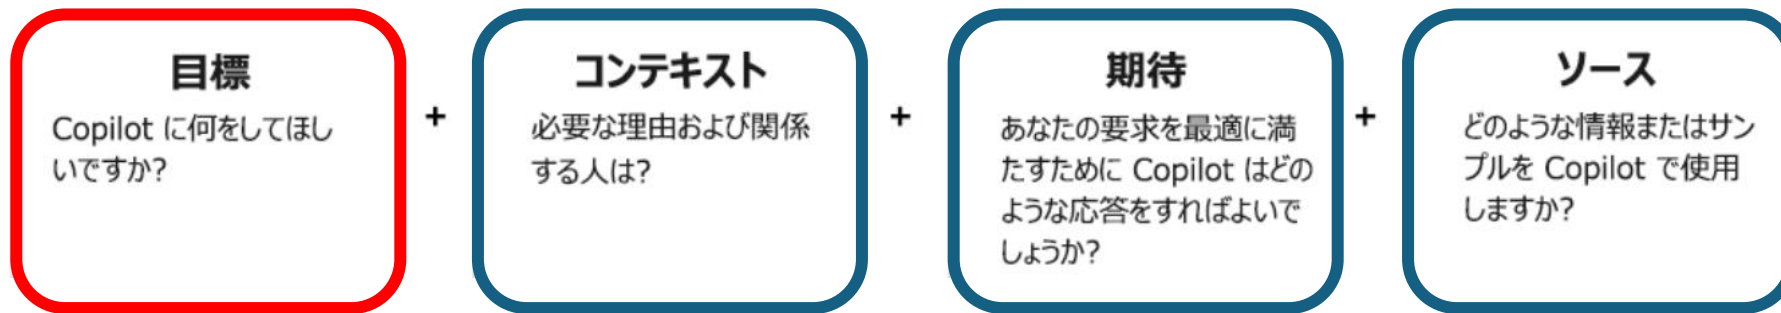 目標
Copilot に何をしてほし
いですか?
+
コンテキスト
必要な理由および関係
する人は?
+
期待
あなたの要求を最適に満
たすために Copilot はどの
ような応答をすればよいで
しょうか?
+
ソース
どのような情報またはサン
プルを Copilot で使用
しますか?